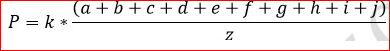 P = k * (a + b + c + d + e + f + g + h + i + j) / z